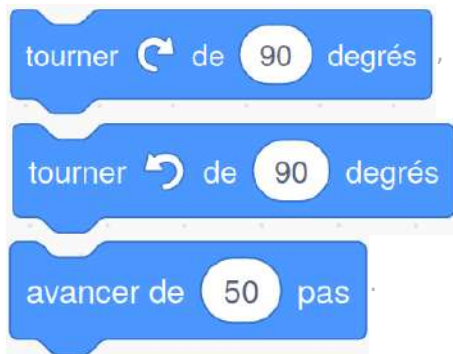 tourner de 90 degrés ,
tourner de 90 degrés
avancer de 50 pas .